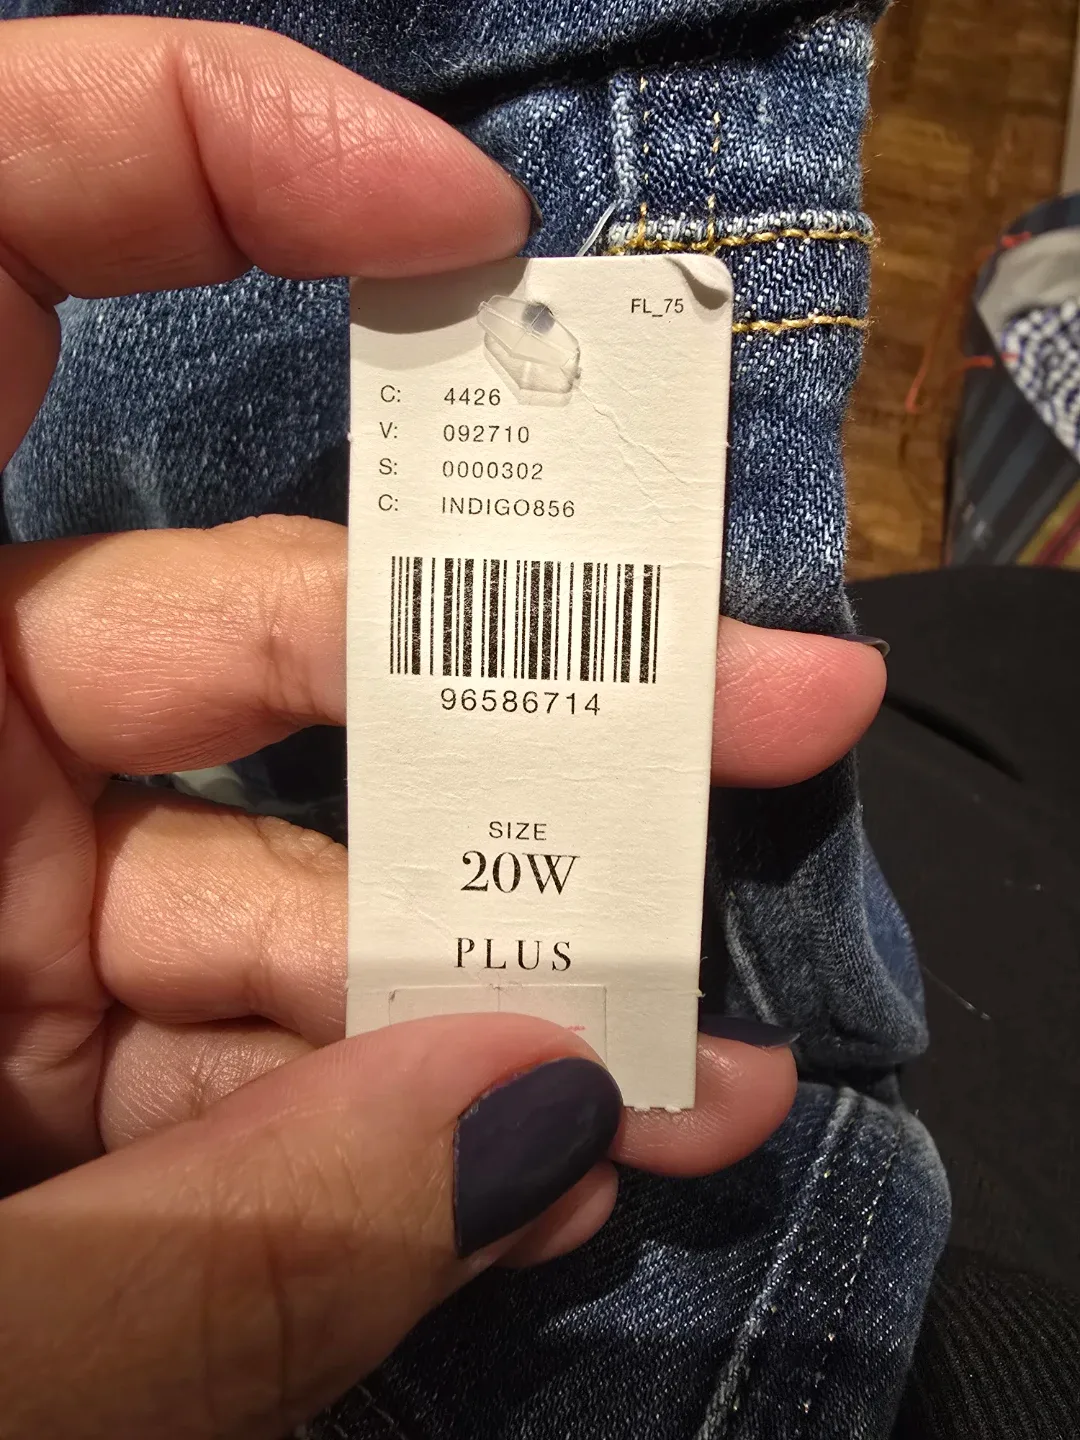 FL_75
C: 4426
V: 092710
S: 0000302
C: INDIGO856
96586714
SIZE
20W
PLUS